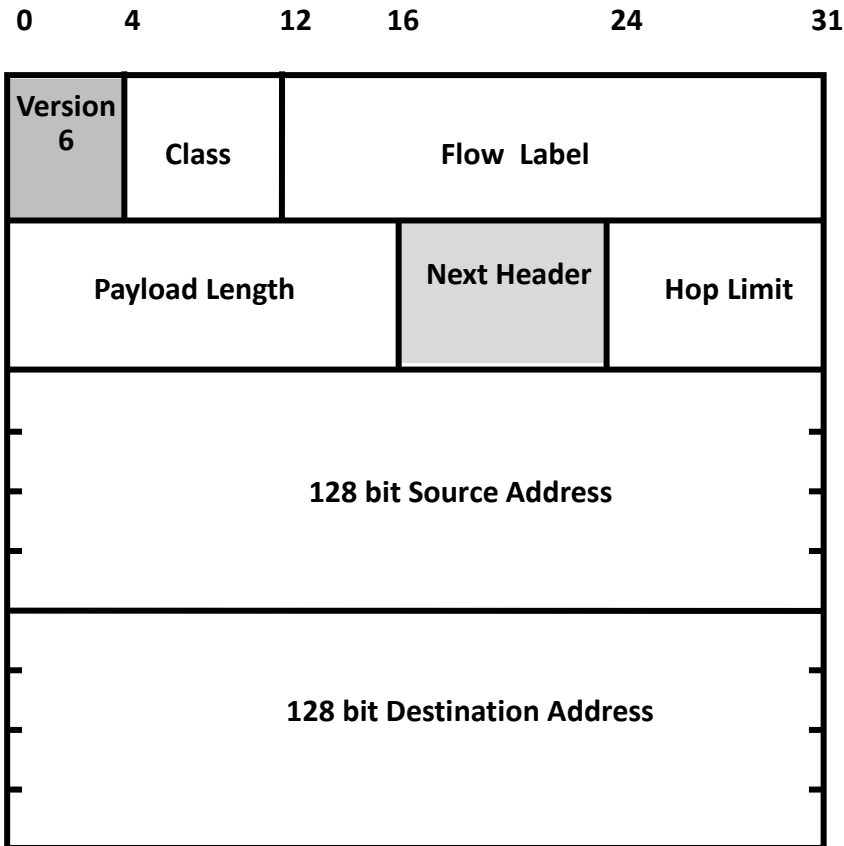 0 4 12 16 24 31
Version
6
Class
Flow Label
Payload Length
Next Header
Hop Limit
128 bit Source Address
128 bit Destination Address